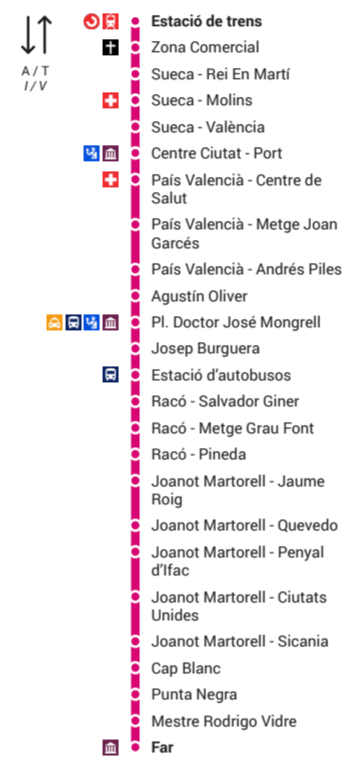 A / T
I / V
Estació de trens
Zona Comercial
Sueca - Rei En Martí
Sueca - Molins
Sueca - València
Centre Ciutat - Port
País Valencià - Centre de
Salut
País Valencià - Metge Joan
Garcés
País Valencià - Andrés Piles
Agustín Oliver
Pl. Doctor José Mongrell
Josep Burguera
Estació d'autobusos
Racó - Salvador Giner
Racó - Metge Grau Font
Racó - Pineda
Joanot Martorell - Jaume
Roig
Joanot Martorell - Quevedo
Joanot Martorell - Penyal
d'Ifac
Joanot Martorell - Ciutats
Unides
Joanot Martorell - Sicania
Cap Blanc
Punta Negra
Mestre Rodrigo Vidre
Far